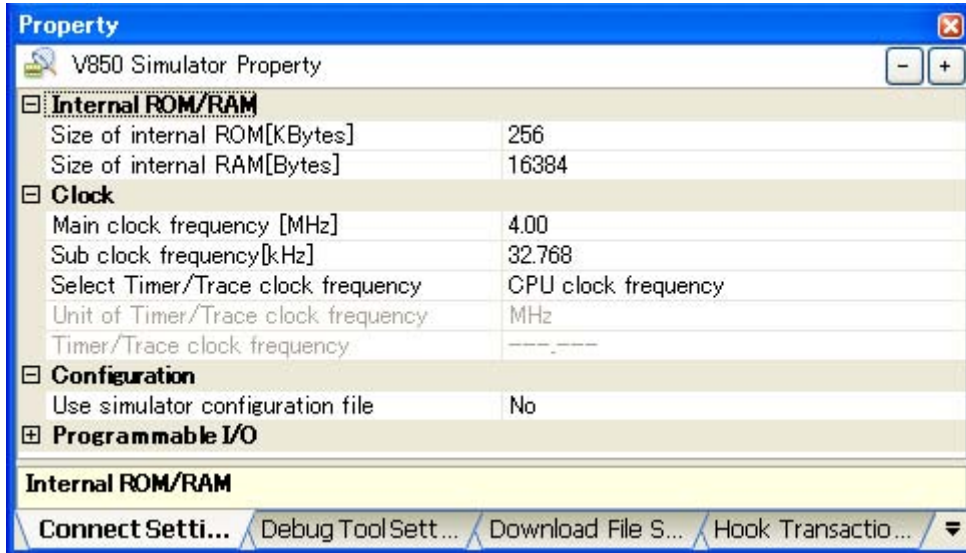 Property
V850 Simulator Property
Internal ROM/RAM
Size of internal ROM[KBytes] 256
Size of internal RAM[Bytes] 16384
Clock
Main clock frequency [MHz] 4.00
Sub clock frequency[kHz] 32.768
Select Timer/Trace clock frequency CPU clock frequency
Unit of Timer/Trace clock frequency MHz
Timer/Trace clock frequency ---.---
Configuration
Use simulator configuration file No
Programmable I/O
Internal ROM/RAM
Connect Setti... Debug Tool Sett... Download File S... Hook Transactio...